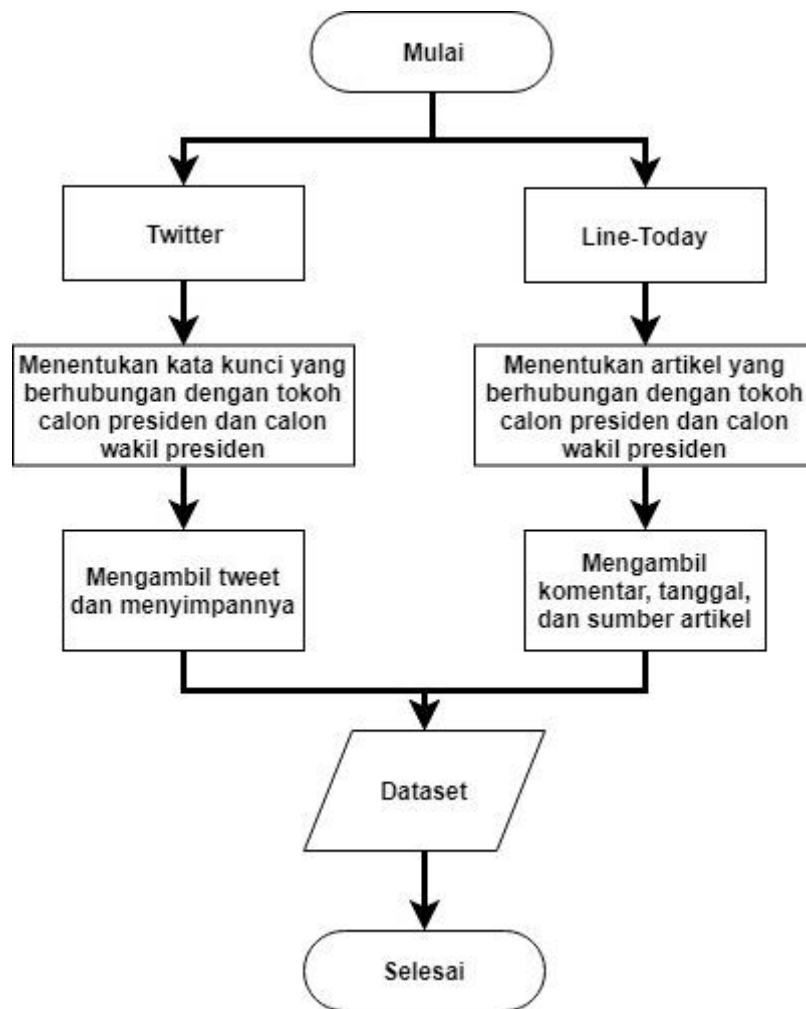 Mulai
Twitter
Line-Today
Menentukan kata kunci yang
berhubungan dengan tokoh
calon presiden dan calon
wakil presiden
Menentukan artikel yang
berhubungan dengan tokoh
calon presiden dan calon
wakil presiden
Mengambil tweet
dan menyimpannya
Mengambil
komentar, tanggal,
dan sumber artikel
Dataset
Selesai